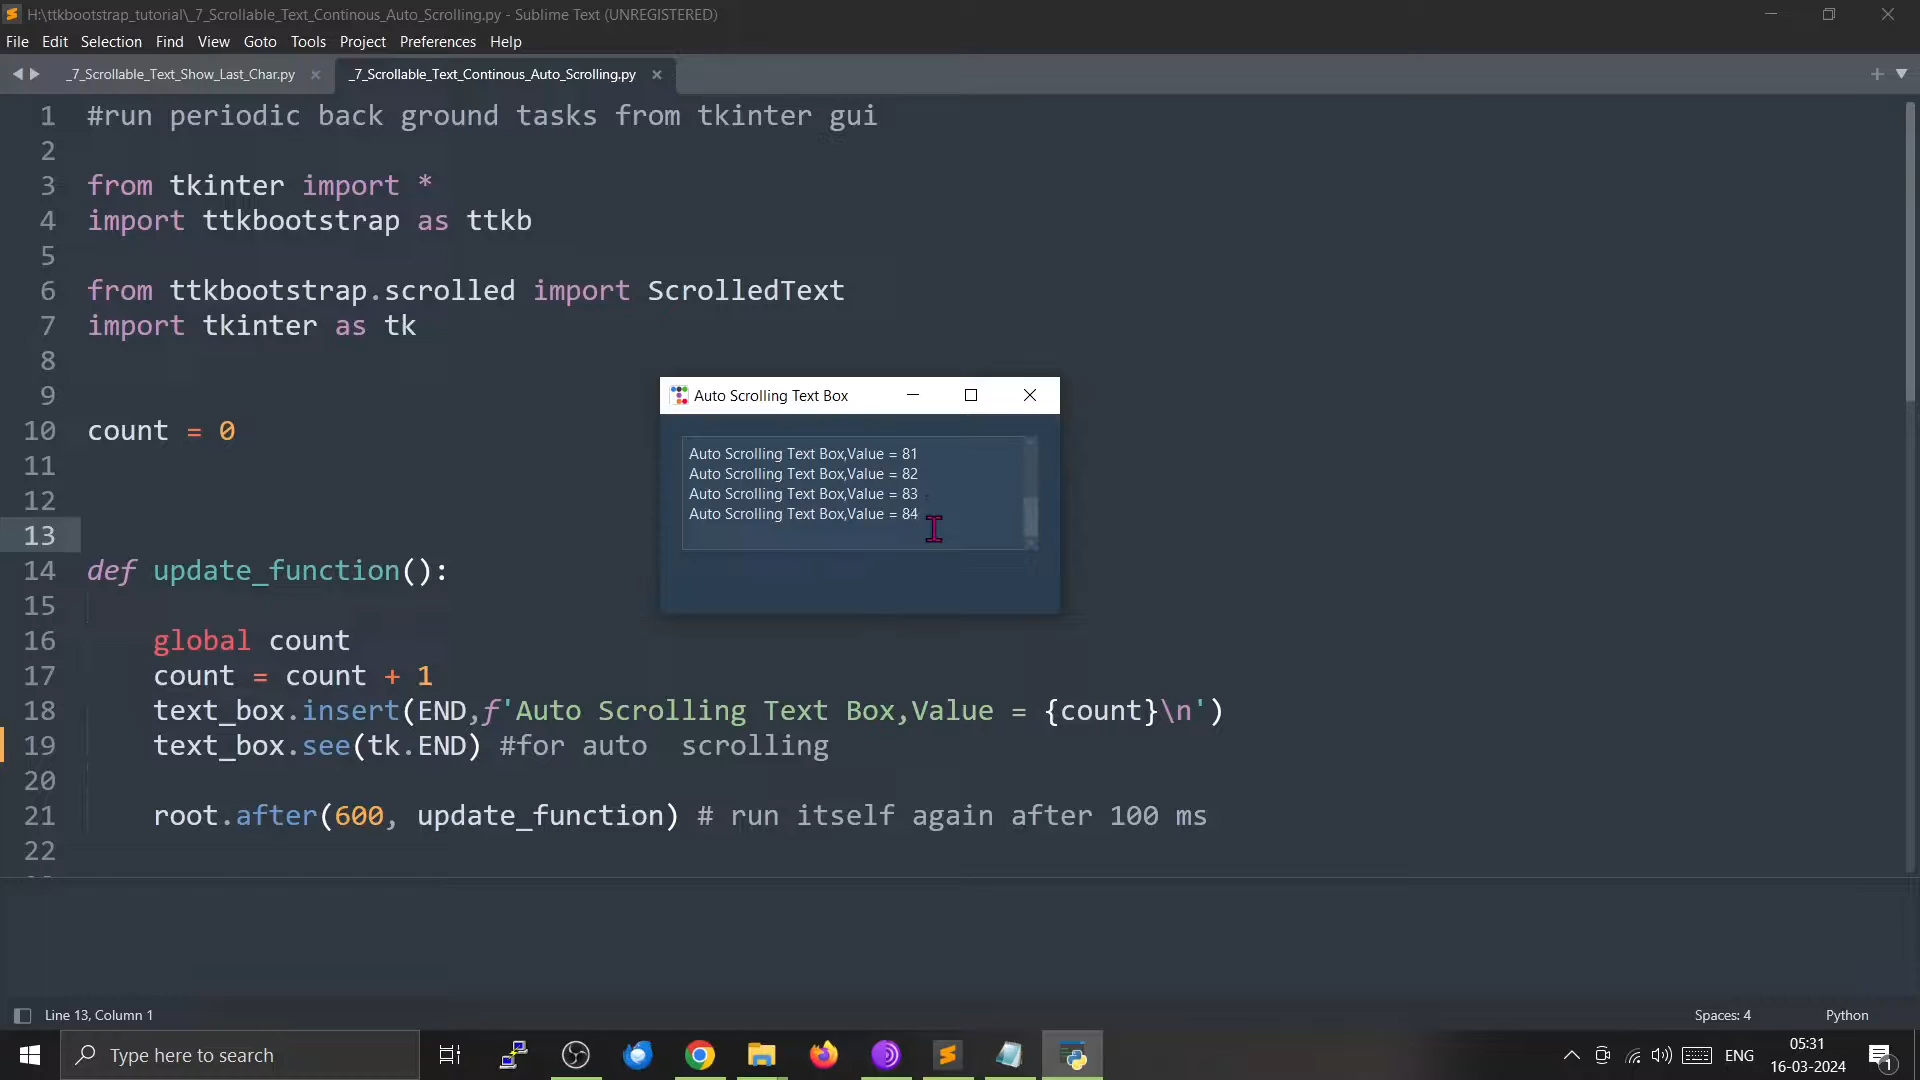 H:\ttkbootstrap_tutorial\_7_Scrollable_Text_Continous_Auto_Scrolling.py - Sublime Text (UNREGISTERED)
File Edit Selection Find View Goto Tools Project Preferences Help
_7_Scrollable_Text_Show_Last_Char.py
_7_Scrollable_Text_Continous_Auto_Scrolling.py
1 #run periodic back ground tasks from tkinter gui
2
3 from tkinter import *
4 import ttkbootstrap as ttkb
5
6 from ttkbootstrap.scrolled import ScrolledText
7 import tkinter as tk
8
9
10 count = 0
11
12
13
14 def update_function():
15
16 global count
17 count = count + 1
18 text_box.insert(END,f'Auto Scrolling Text Box,Value = {count}\n')
19 text_box.see(tk.END) #for auto  scrolling
20
21 root.after(600, update_function) # run itself again after 100 ms
22
Auto Scrolling Text Box
Auto Scrolling Text Box,Value = 81
Auto Scrolling Text Box,Value = 82
Auto Scrolling Text Box,Value = 83
Auto Scrolling Text Box,Value = 84
Line 13, Column 1
Spaces: 4
Python
Type here to search
ENG
05:31
16-03-2024
1